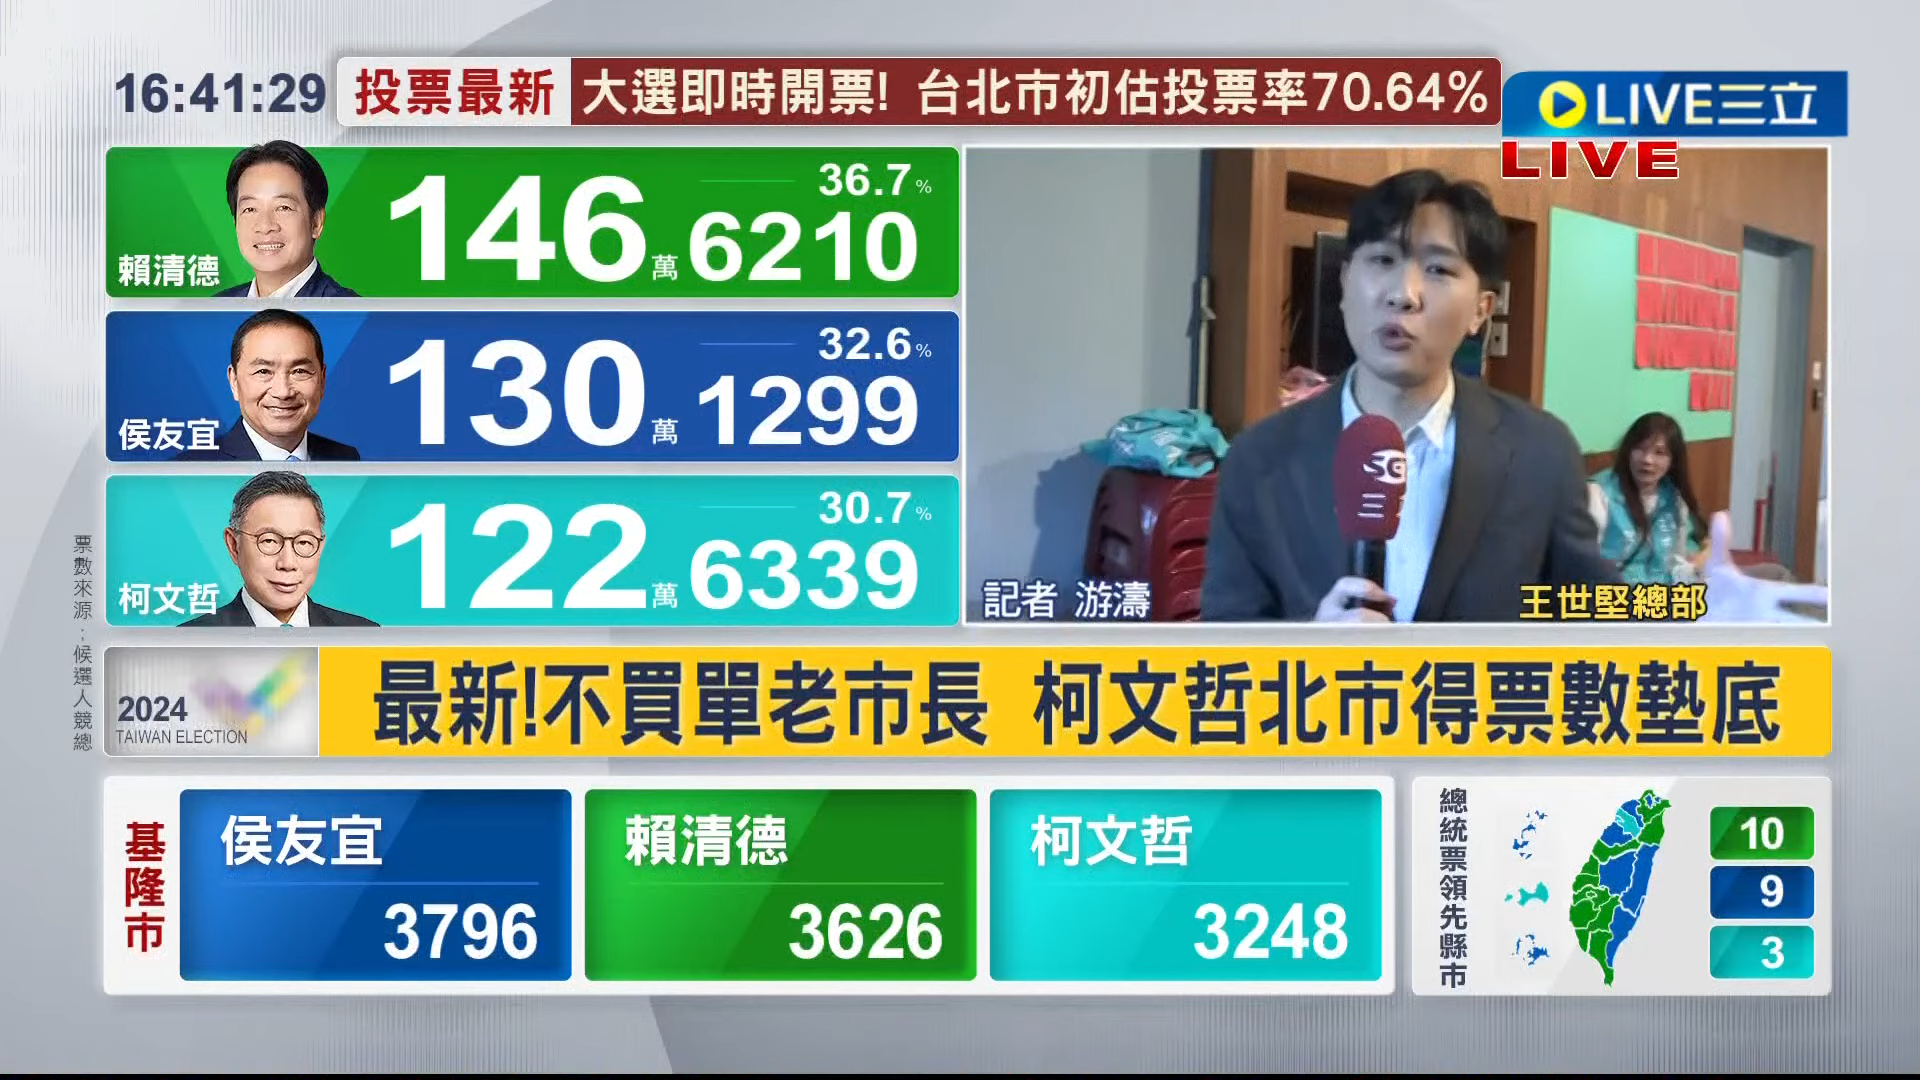 16:41:29
投票最新
大選即時開票! 台北市初估投票率70.64%
LIVE三立
LIVE
賴清德
146萬6210
36.7%
侯友宜
130萬1299
32.6%
柯文哲
122萬6339
30.7%
票數來源：候選人競總
三
記者 游濤
王世堅總部
2024
TAIWAN ELECTION
最新!不買單老市長 柯文哲北市得票數墊底
基隆市
侯友宜
3796
賴清德
3626
柯文哲
3248
總統票領先縣市
10
9
3